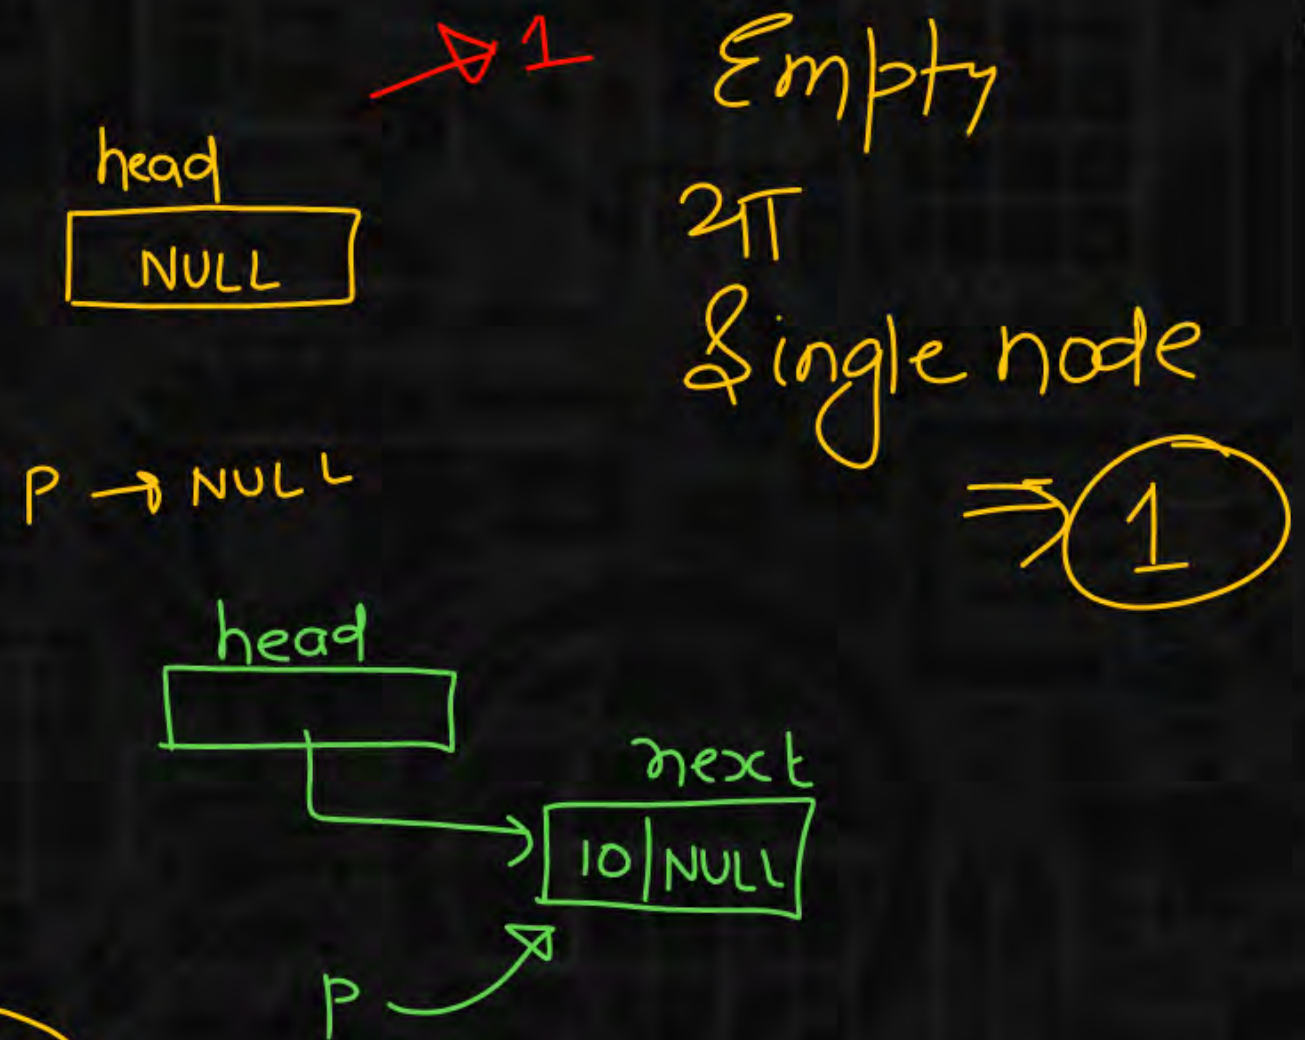 1
Empty
head
NULL
या
Single node
P → NULL
⇒ 1
head
next
10 | NULL
P